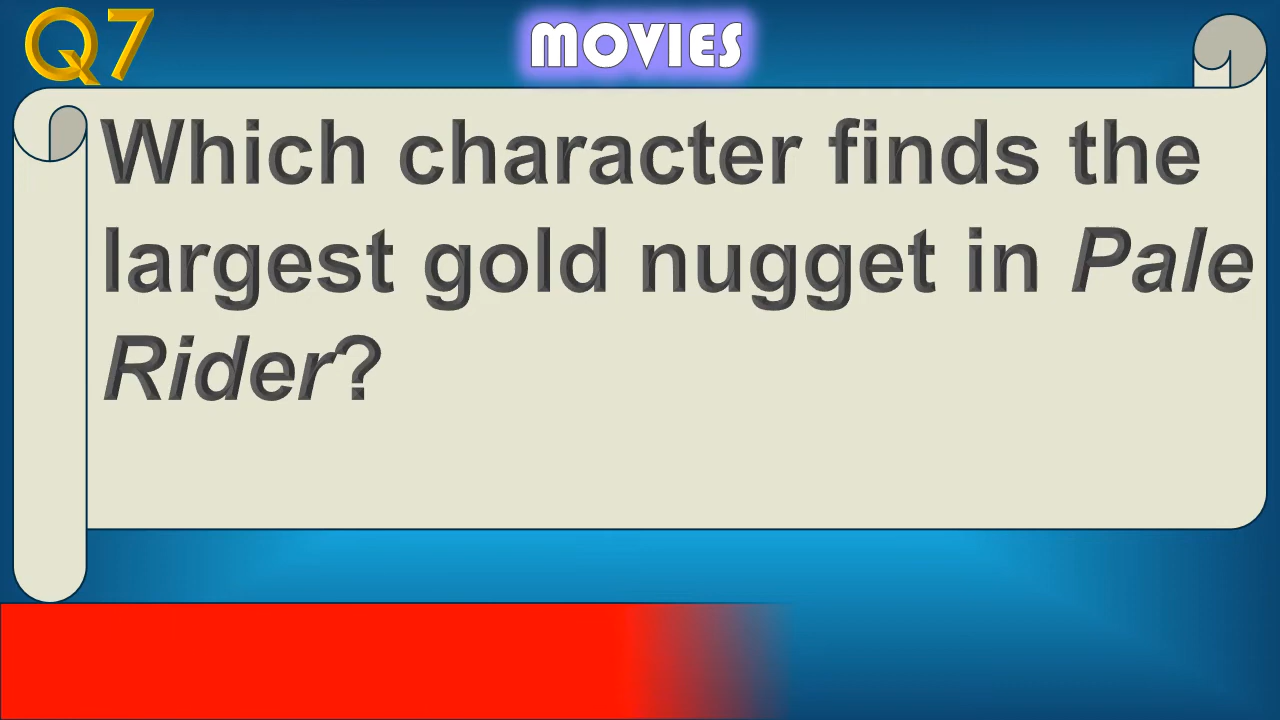 Q7
MOVIES
Which character finds the
largest gold nugget in Pale
Rider?